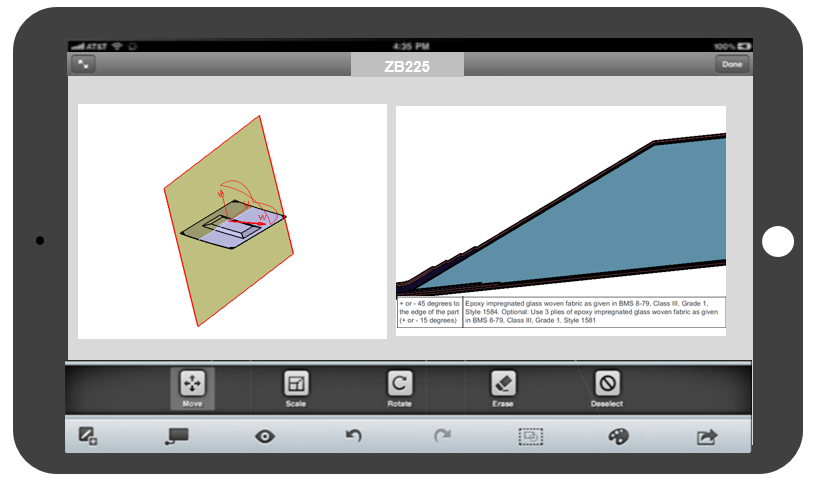 AT&T 4:35 PM 100%
ZB225
Done
+ or - 45 degrees to
the edge of the part
(+ or - 15 degrees)
Epoxy impregnated glass woven fabric as given in BMS 8-79, Class III, Grade 1,
Style 1584. Optional: Use 3 plies of epoxy impregnated glass woven fabric as given
in BMS 8-79, Class III, Grade 1, Style 1581
Move Scale Rotate Erase Deselect